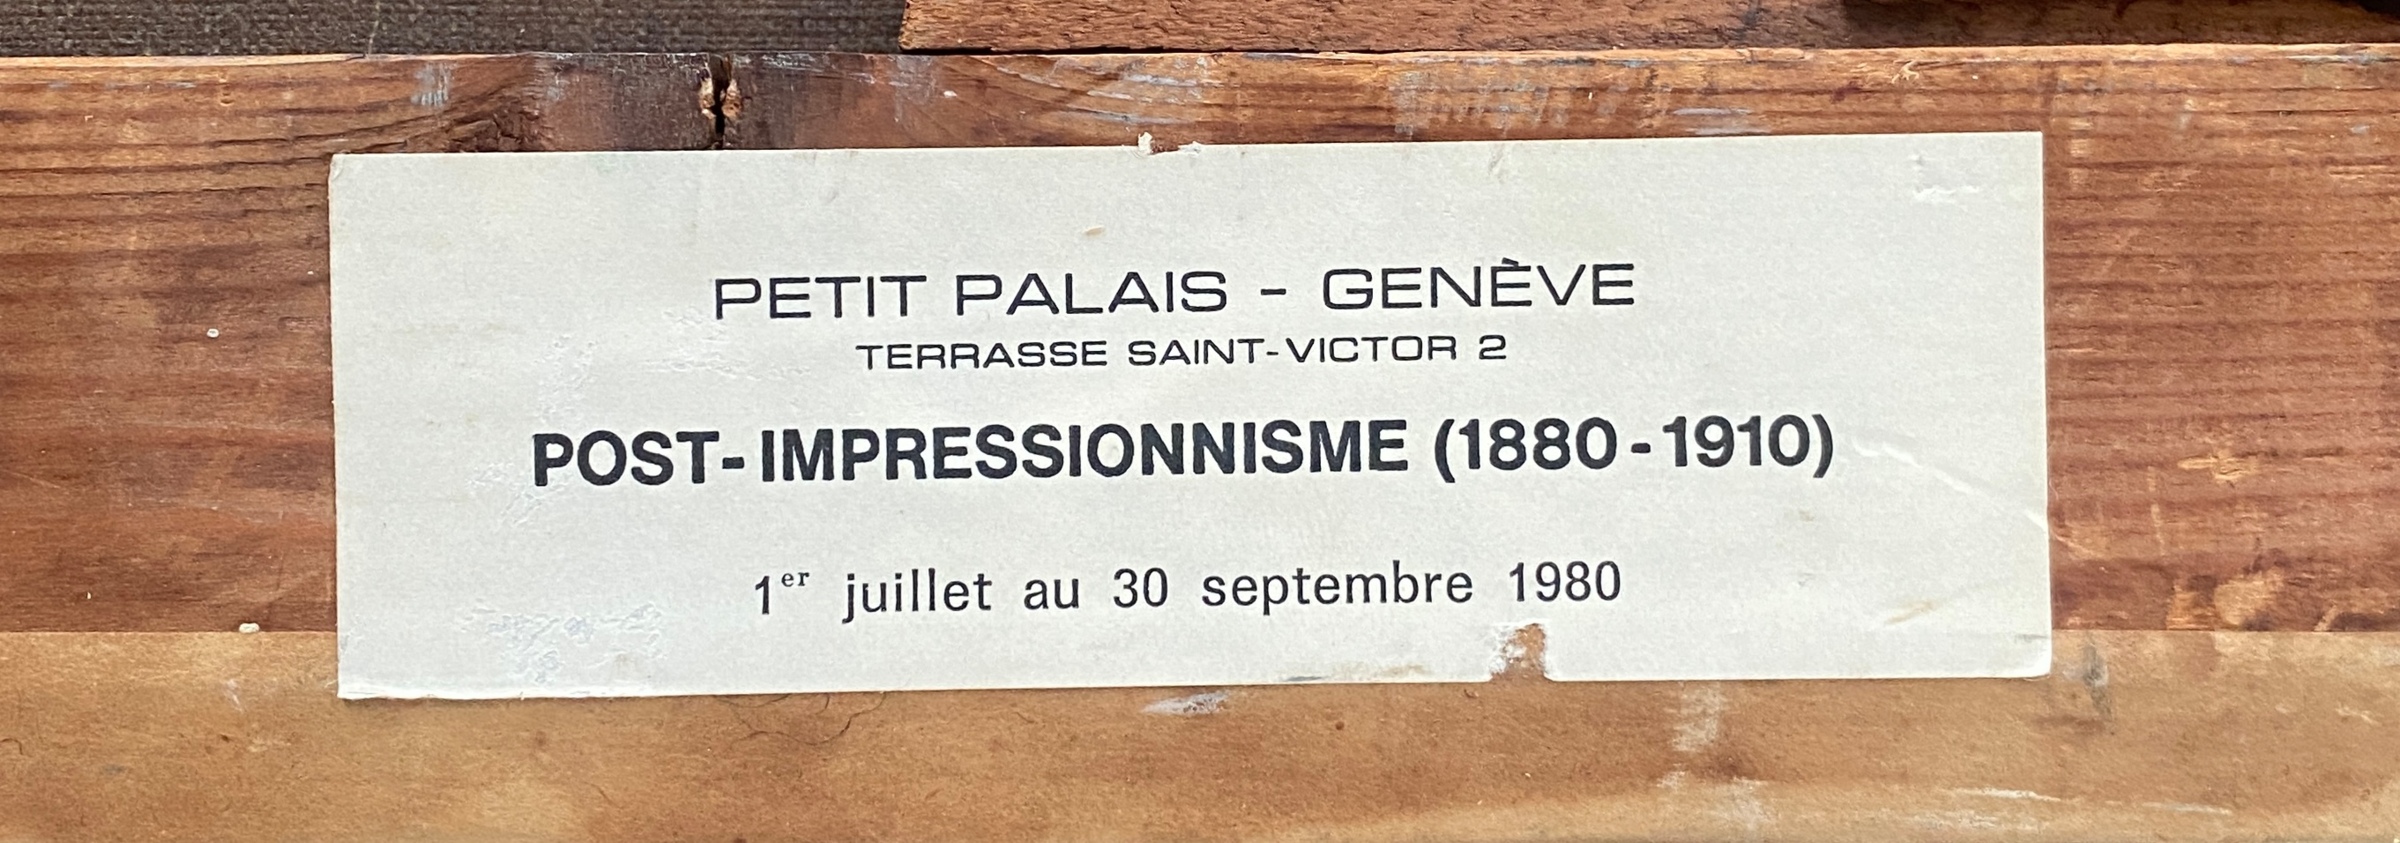 PETIT PALAIS - GENÈVE
TERRASSE SAINT-VICTOR 2
POST-IMPRESSIONNISME (1880-1910)
1er juillet au 30 septembre 1980